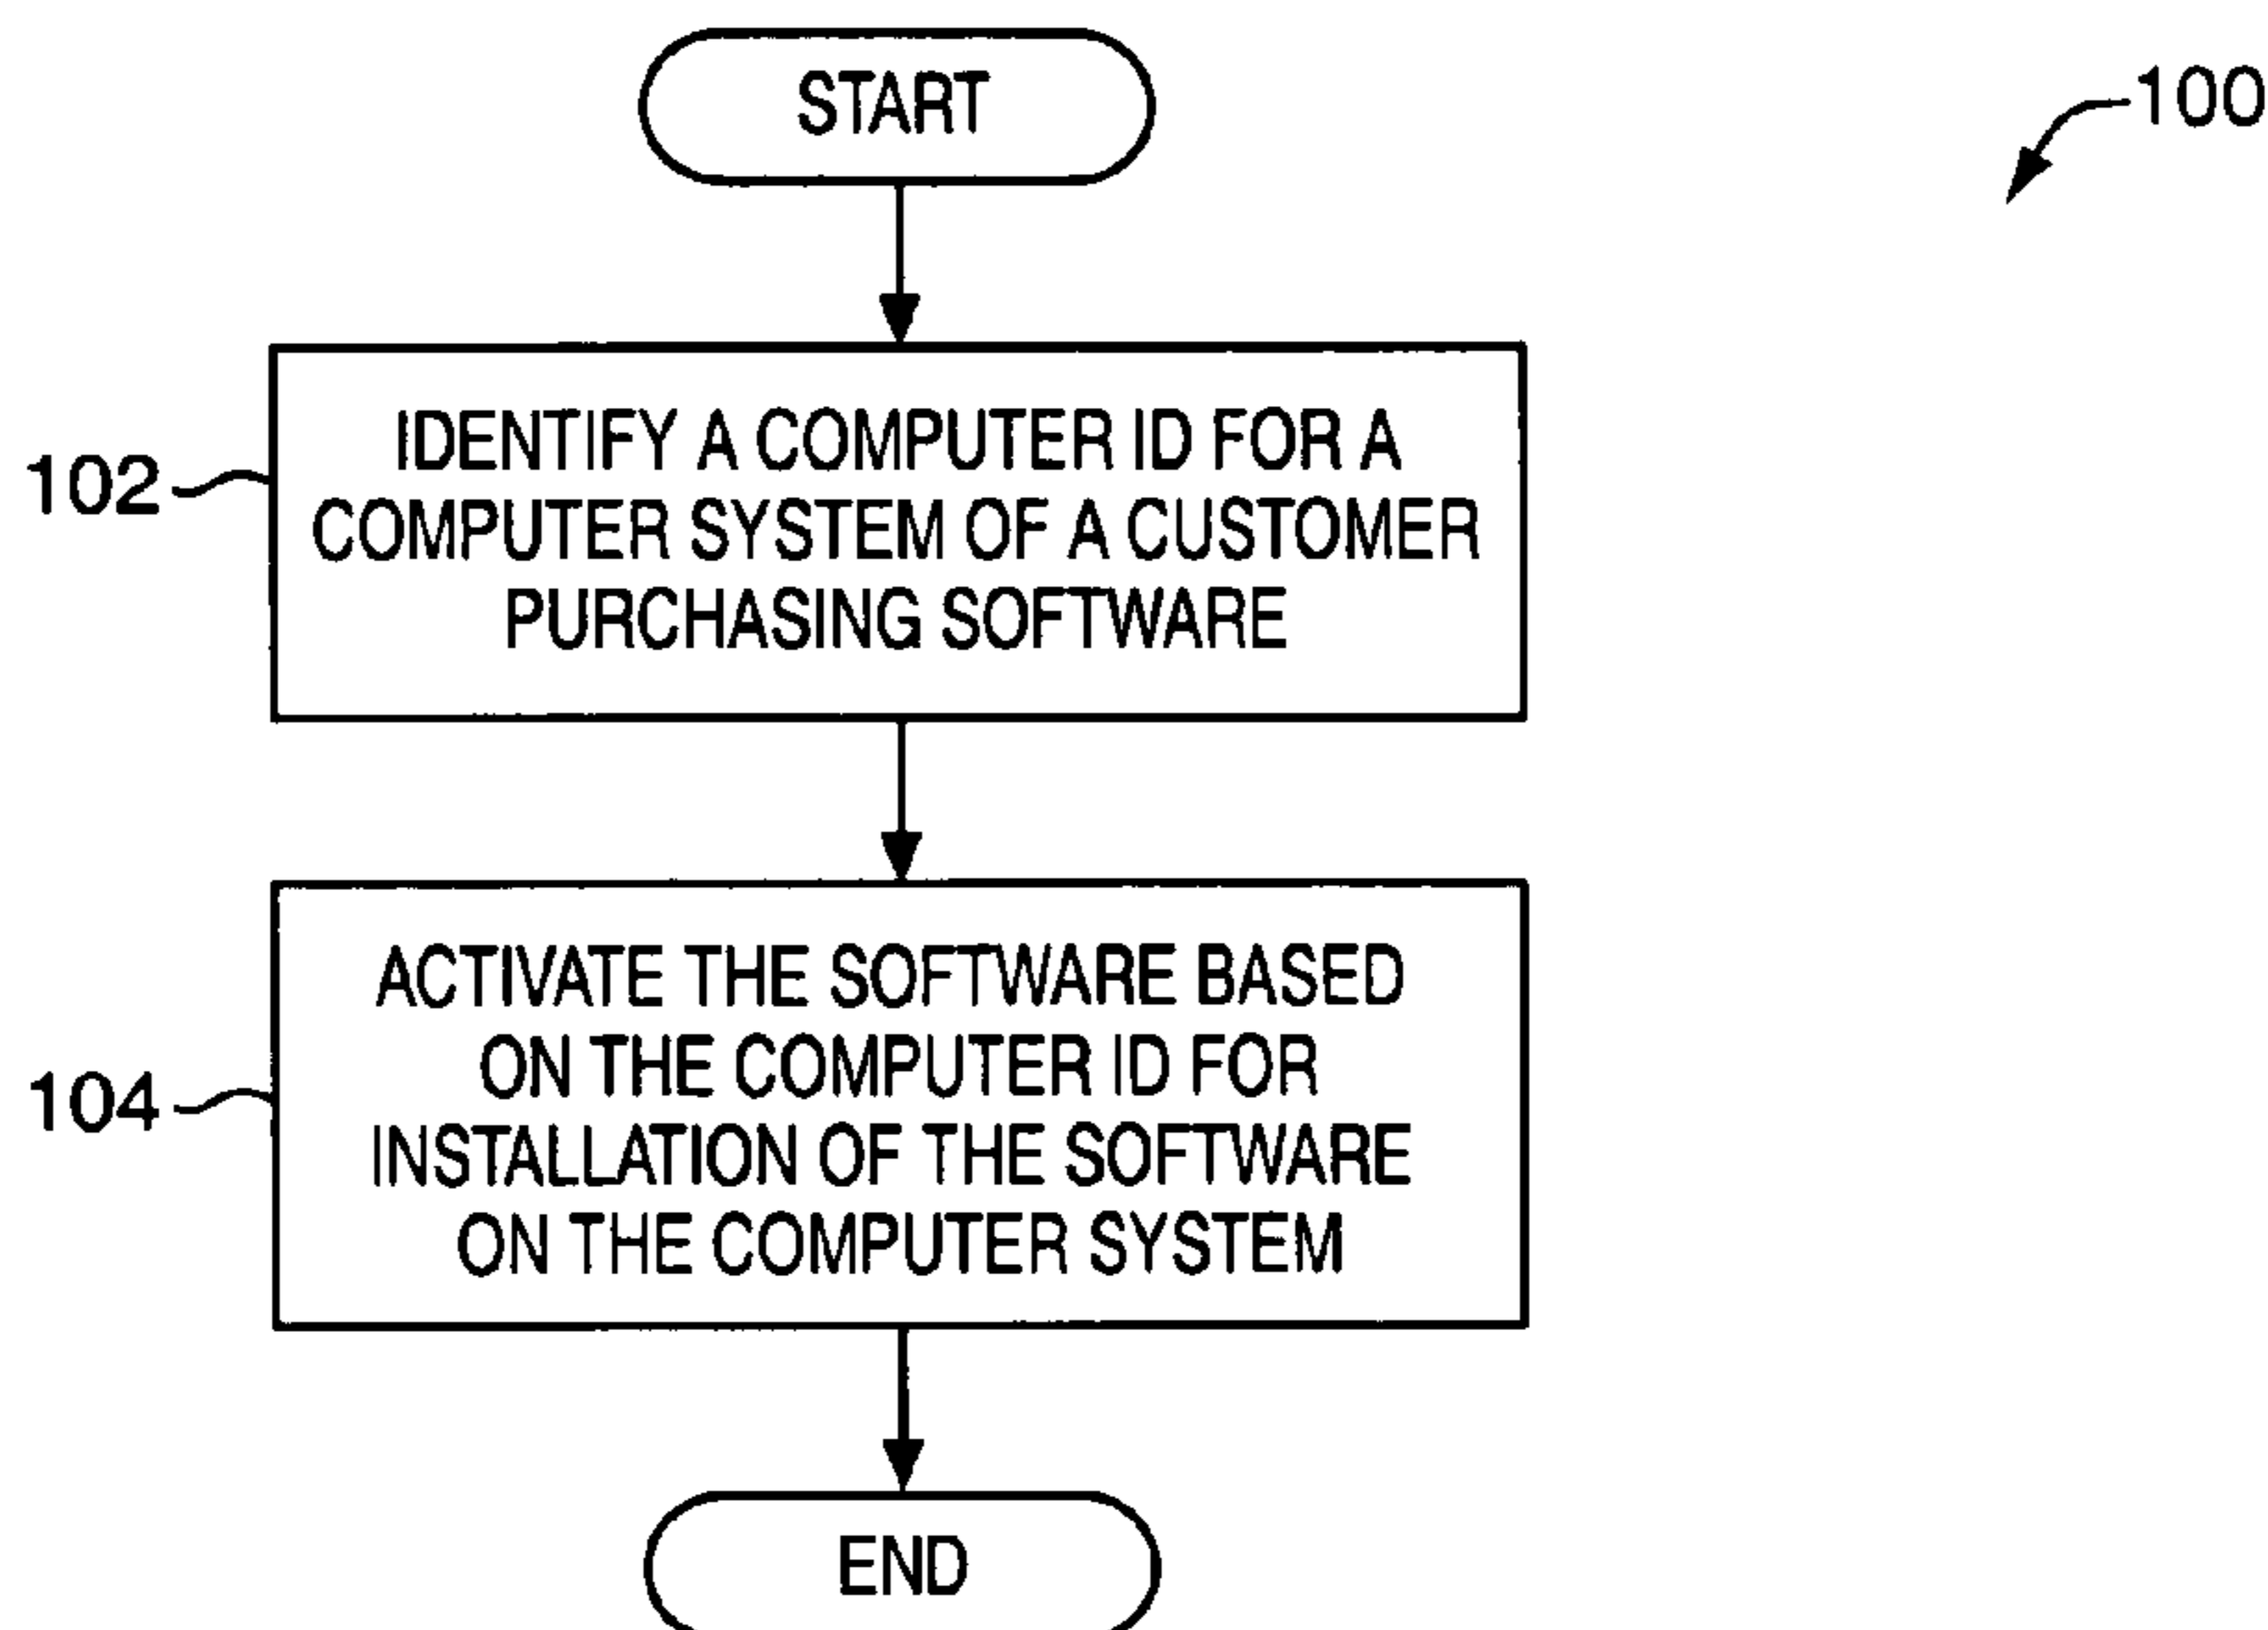 START
100
102
IDENTIFY A COMPUTER ID FOR A
COMPUTER SYSTEM OF A CUSTOMER
PURCHASING SOFTWARE
104
ACTIVATE THE SOFTWARE BASED
ON THE COMPUTER ID FOR
INSTALLATION OF THE SOFTWARE
ON THE COMPUTER SYSTEM
END